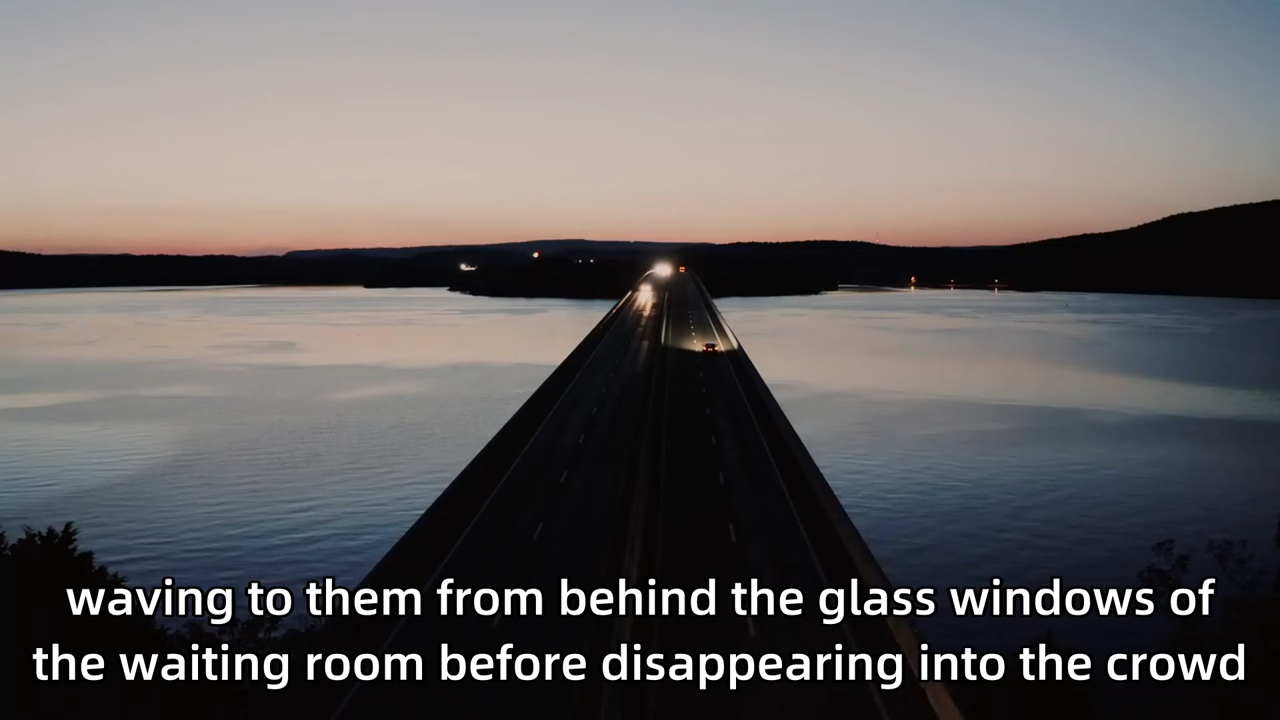 waving to them from behind the glass windows of
the waiting room before disappearing into the crowd